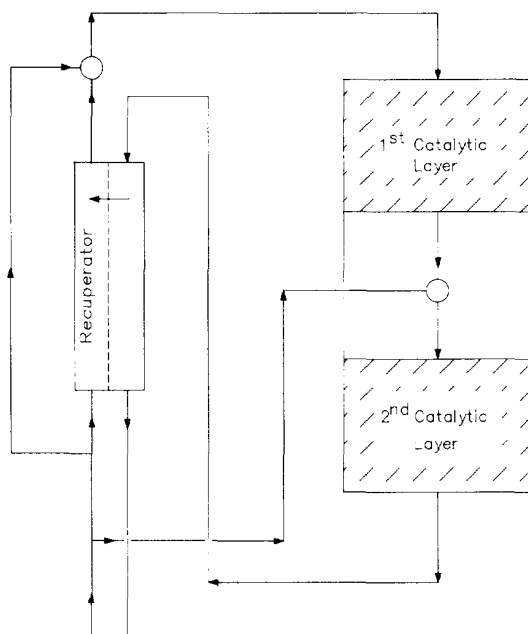 1st Catalytic
Layer
Recuperator
2nd Catalytic
Layer